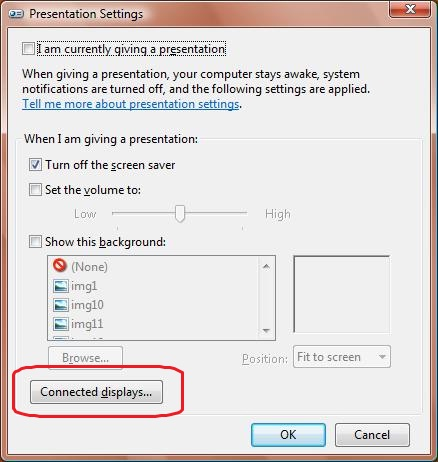 Presentation Settings
I am currently giving a presentation
When giving a presentation, your computer stays awake, system
notifications are turned off, and the following settings are applied.
Tell me more about presentation settings.
When I am giving a presentation:
Turn off the screen saver
Set the volume to:
Low High
Show this background:
(None)
img1
img10
img11
Browse...
Position: Fit to screen
Connected displays...
OK Cancel